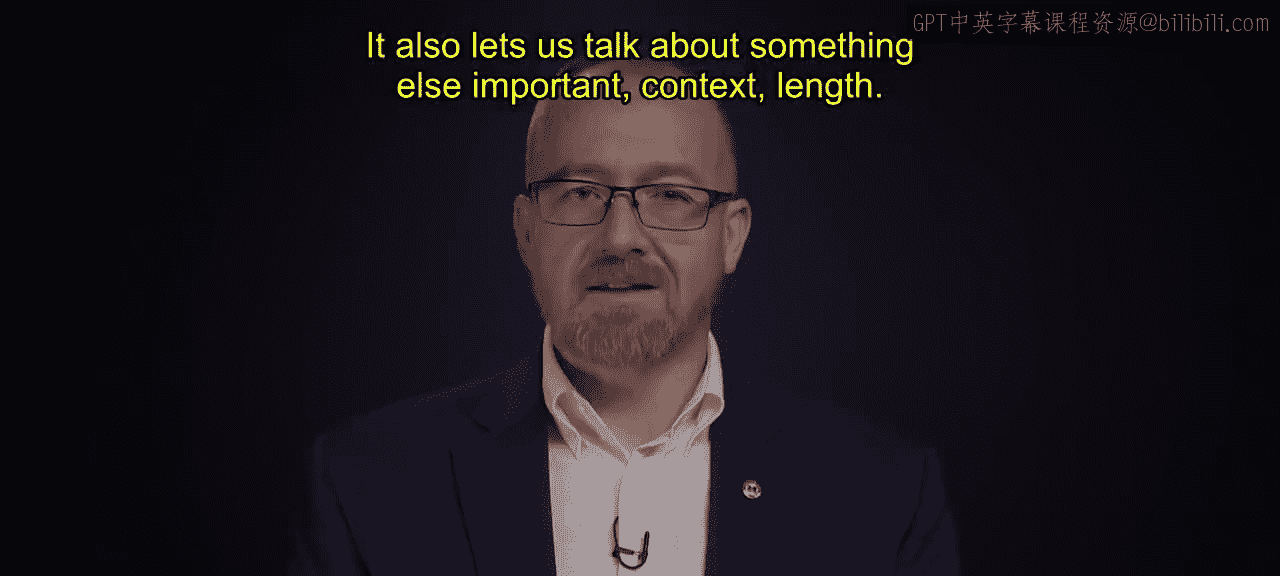 GPT中英字幕课程资源@bilibili.com
It also lets us talk about something
else important, context, length.